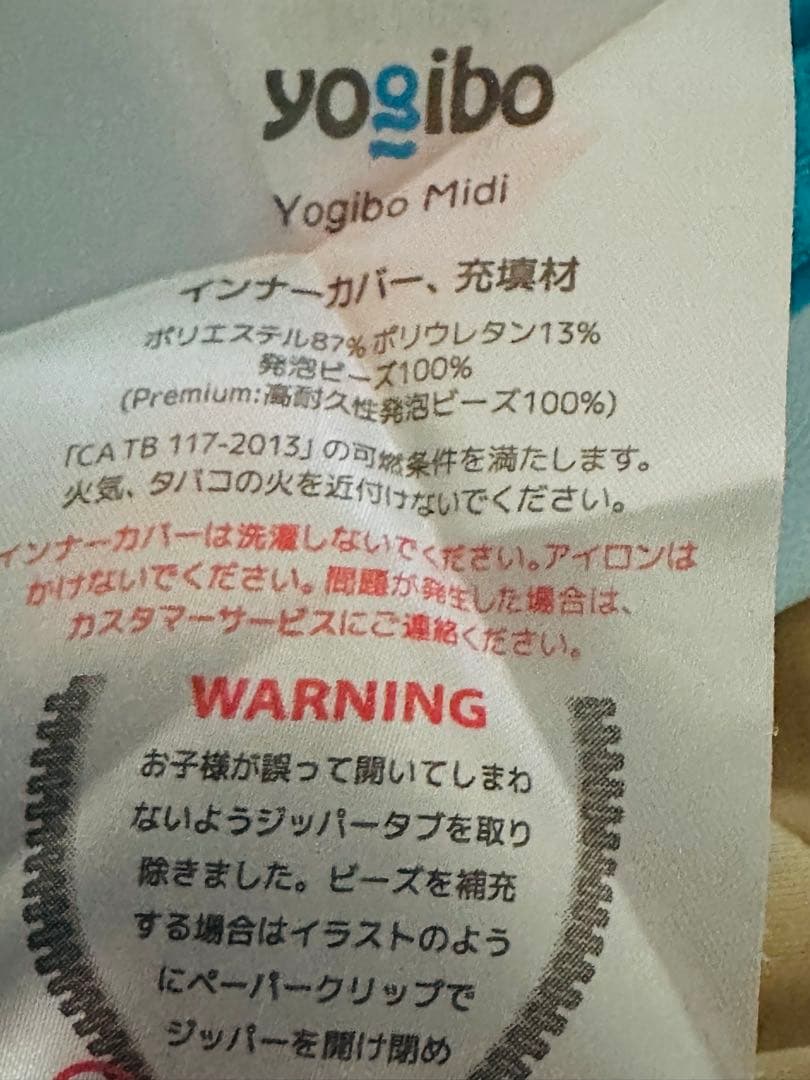 yogibo
Yogibo Midi
インナーカバー、充填材
ポリエステル87% ポリウレタン13%
発泡ビーズ100%
(Premium:高耐久性発泡ビーズ100%)
「CA TB 117-2013」の可燃条件を満たします。
火気、タバコの火を近付けないでください。
インナーカバーは洗濯しないでください。アイロンは
かけないでください。問題が発生した場合は、
カスタマーサービスにご連絡ください。
WARNING
お子様が誤って開いてしまわ
ないようジッパータブを取り
除きました。ビーズを補充
する場合はイラストのよう
にペーパークリップで
ジッパーを開け閉め